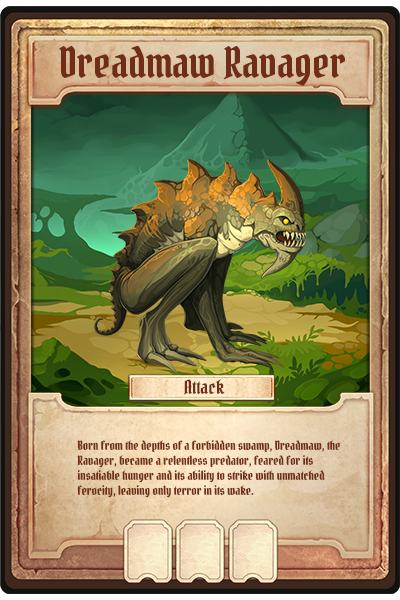 Dreadmaw Ravager
Attack
Born from the depths of a forbidden swamp, Dreadmaw, the
Ravager, became a relentless predator, feared for its
insatiable hunger and its ability to strike with unmatched
ferocity, leaving only terror in its wake.